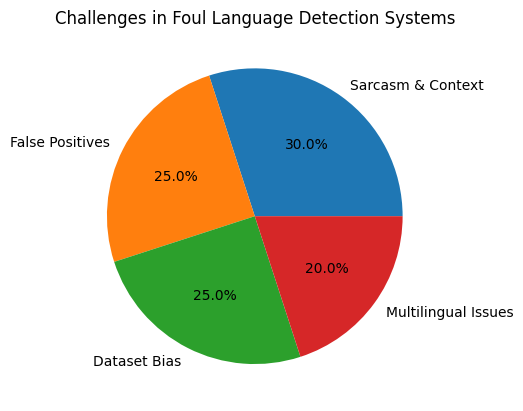 Challenges in Foul Language Detection Systems
Sarcasm & Context
30.0%
False Positives
25.0%
Dataset Bias
25.0%
Multilingual Issues
20.0%